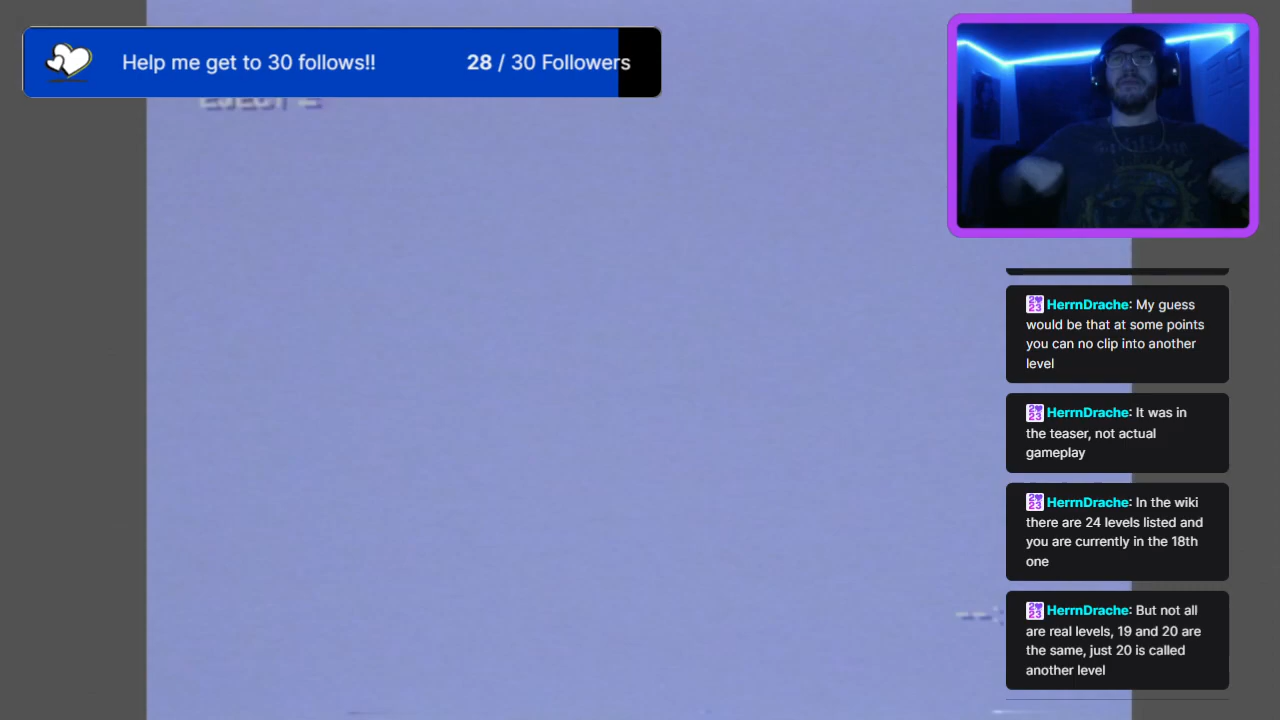 Help me get to 30 follows!! 28 / 30 Followers
EJECT
HerrnDrache: My guess
would be that at some points
you can no clip into another
level
HerrnDrache: It was in
the teaser, not actual
gameplay
HerrnDrache: In the wiki
there are 24 levels listed and
you are currently in the 18th
one
--:
HerrnDrache: But not all
are real levels, 19 and 20 are
the same, just 20 is called
another level